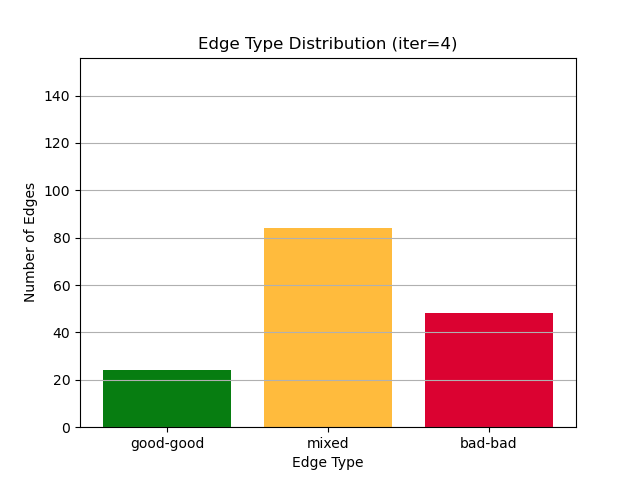 Edge Type Distribution (iter=4)
Number of Edges
140
120
100
80
60
40
20
0
good-good
mixed
bad-bad
Edge Type